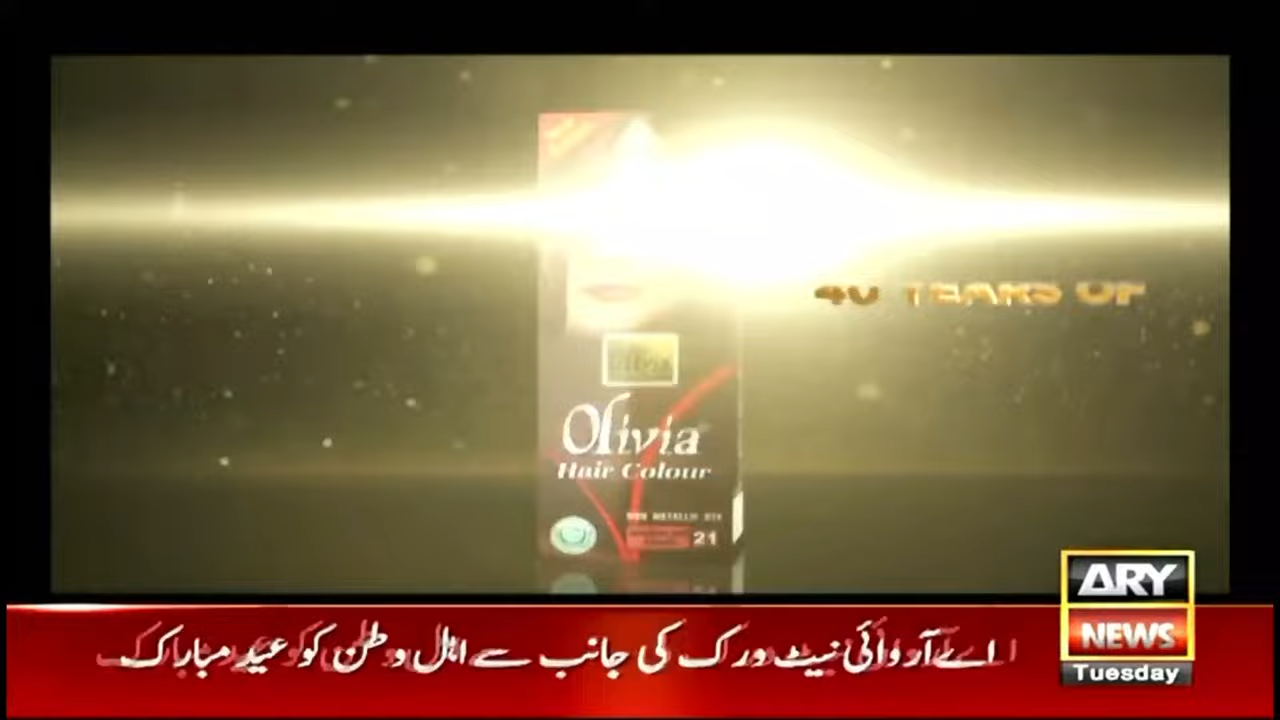 40 YEARS OF
Olivia
Olivia
Hair Colour
21
اے آر وائی نیٹ ورک کی جانب سے اہل وطن کو عید مبارک
ARY
NEWS
Tuesday